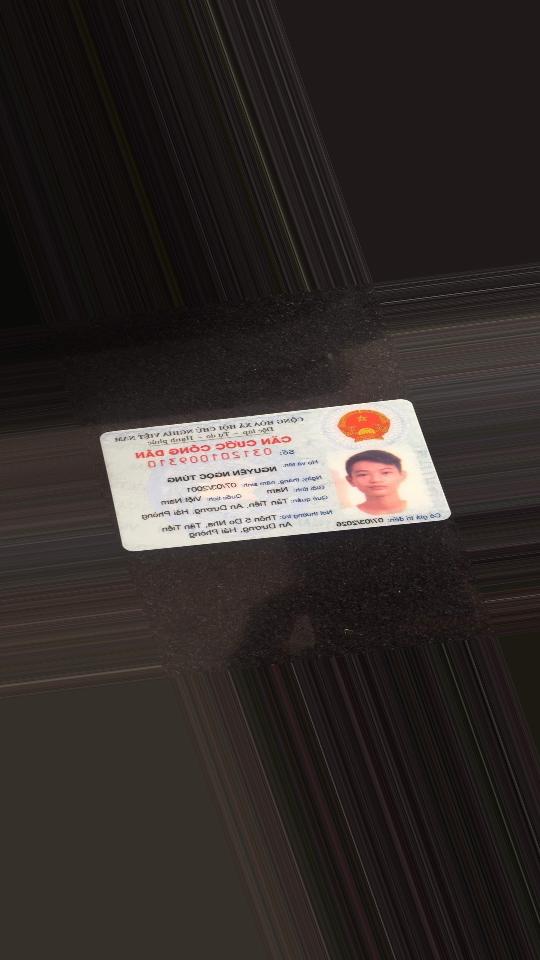 CỘNG HÒA XÃ HỘI CHỦ NGHĨA VIỆT NAM
Độc lập - Tự do - Hạnh phúc
CĂN CƯỚC CÔNG DÂN
Số: 031201009310
Họ và tên: NGUYỄN NGỌC TÙNG
Ngày, tháng, năm sinh: 07/03/2001
Giới tính: Nam Quốc tịch: Việt Nam
Quê quán: Tân Tiến, An Dương, Hải Phòng
Nơi thường trú: Thôn 5 Do Nha, Tân Tiến
An Dương, Hải Phòng
Có giá trị đến: 07/03/2026